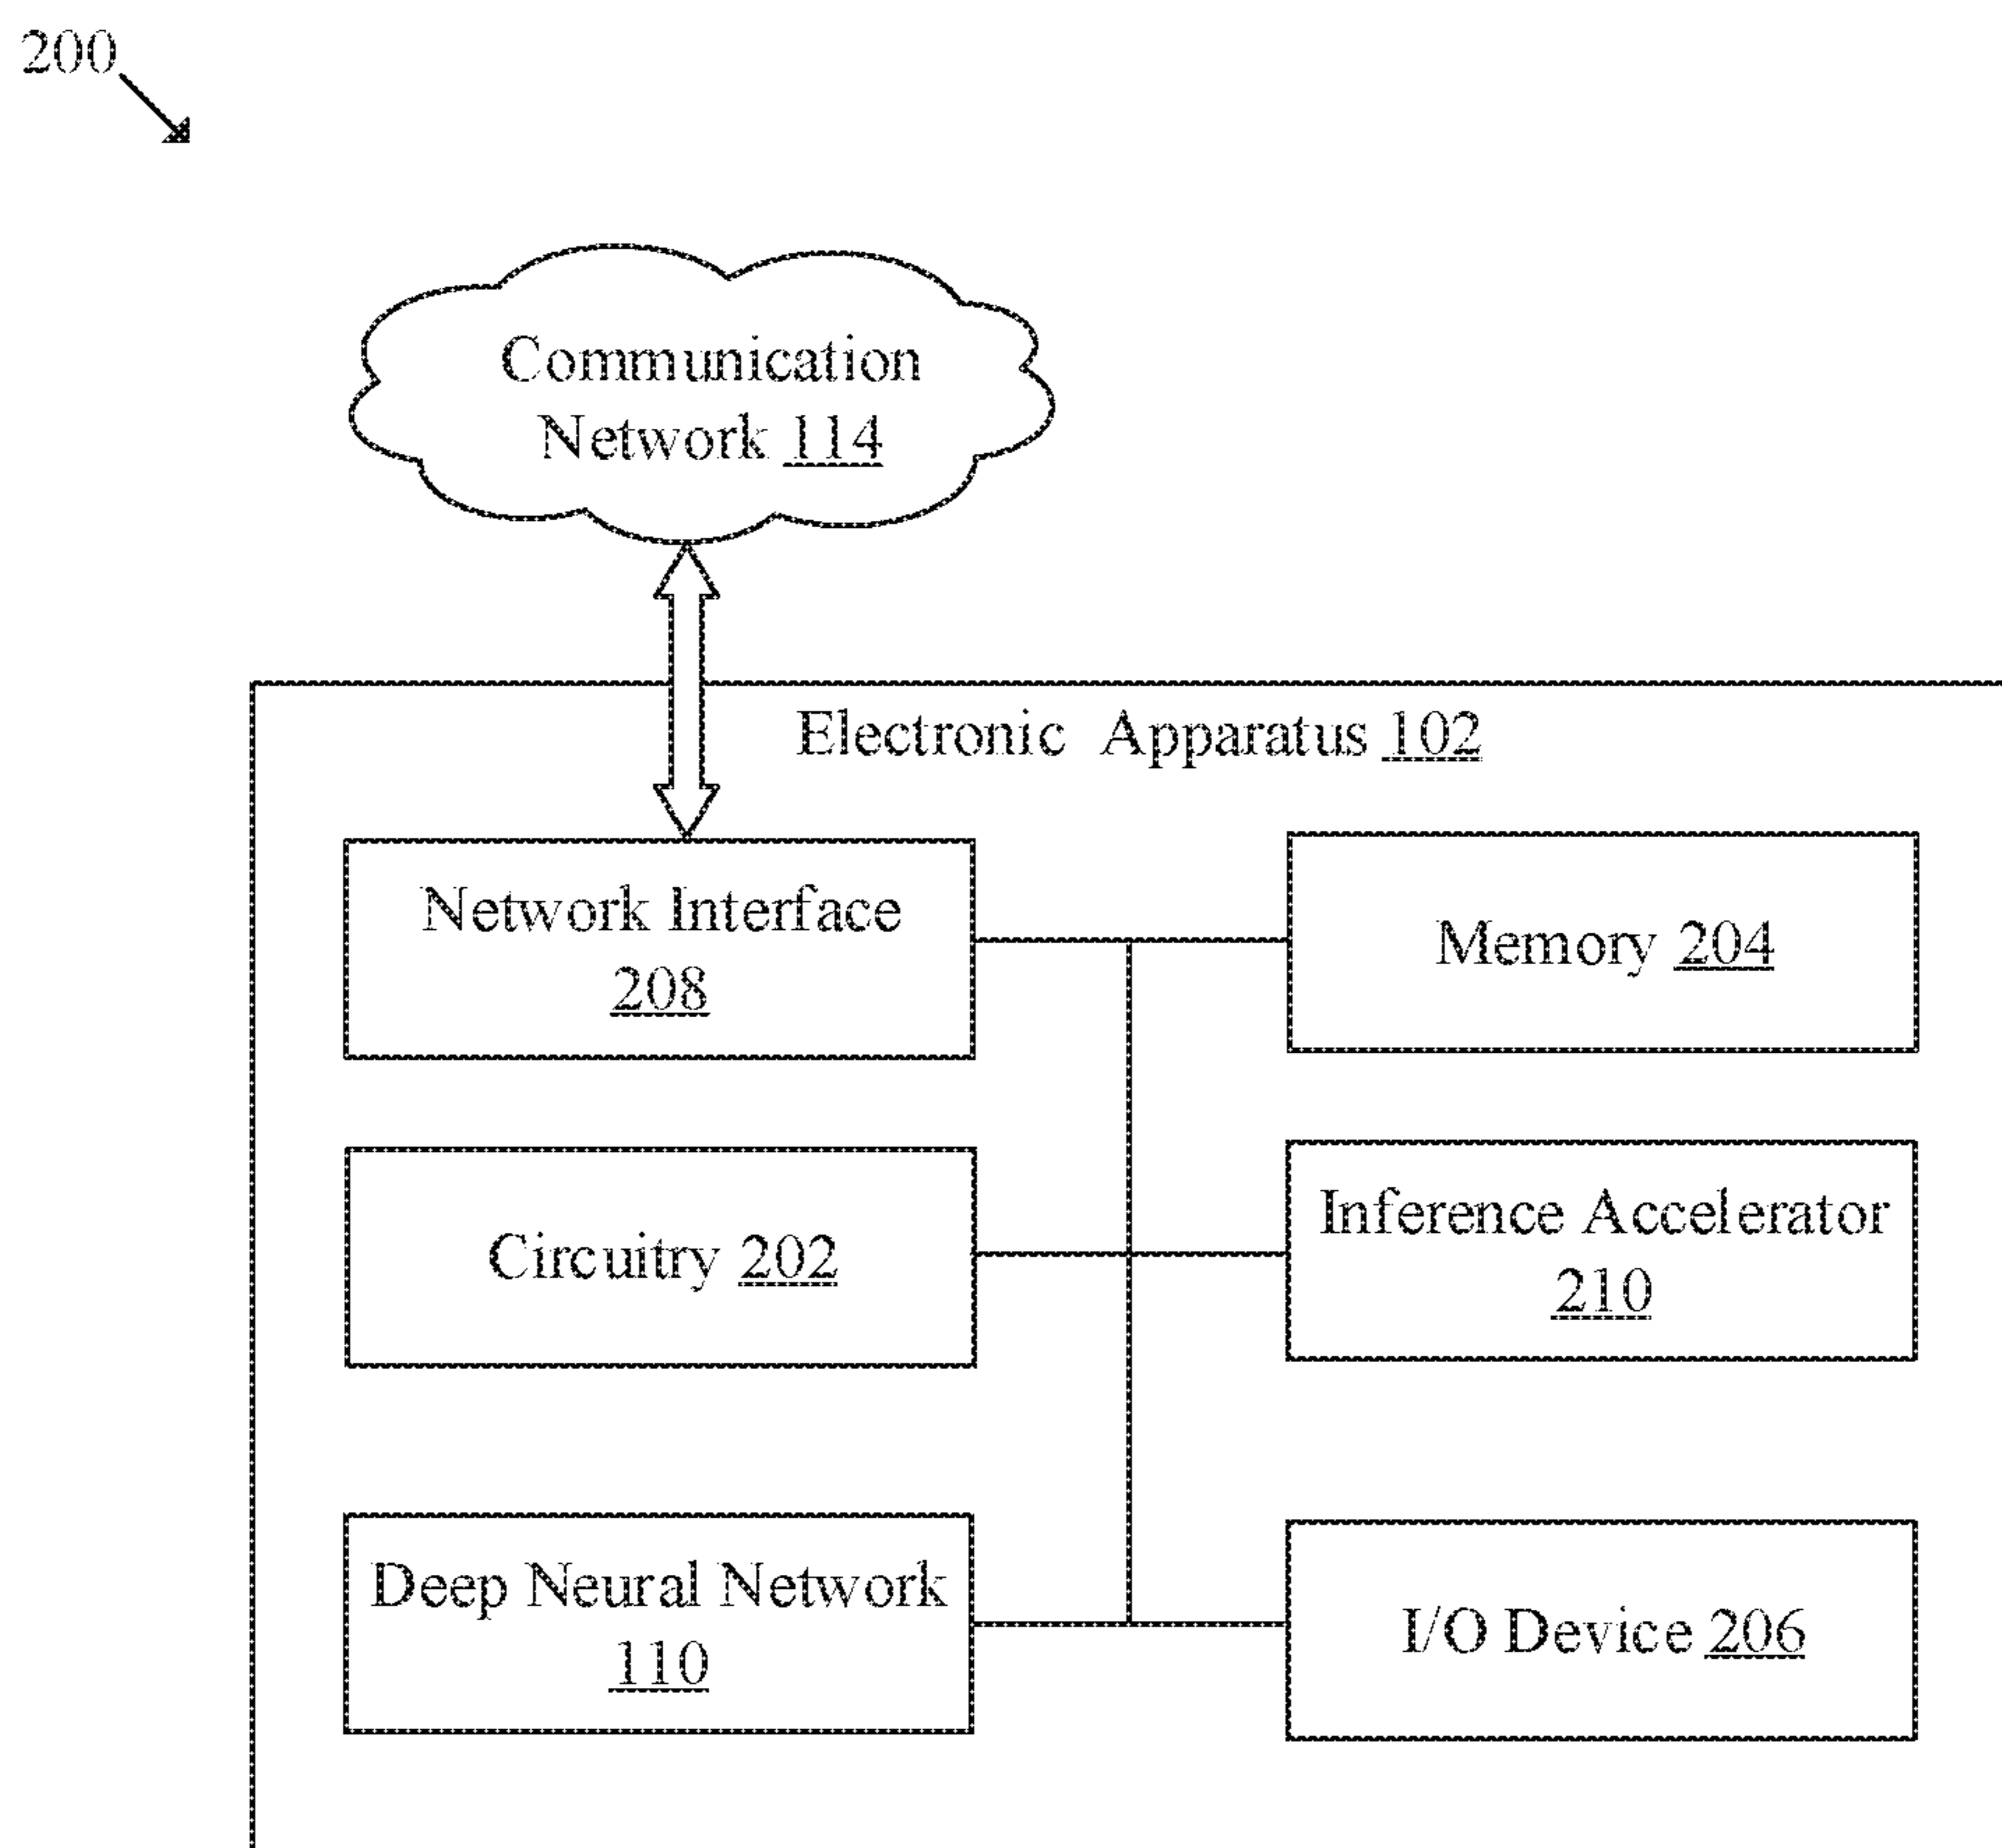 200
Communication
Network 114
Electronic Apparatus 102
Network Interface
208
Memory 204
Circuitry 202
Inference Accelerator
210
Deep Neural Network
110
I/O Device 206